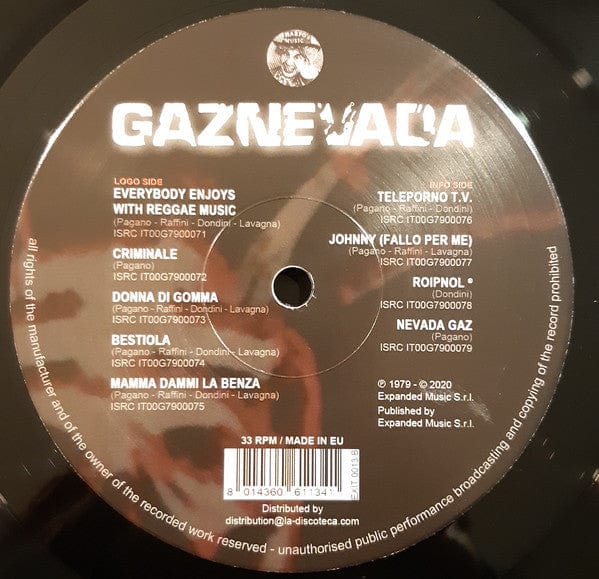 HARPO'S
MUSIC
GAZNEVADA
LOGO SIDE
EVERYBODY ENJOYS
WITH REGGAE MUSIC
(Pagano - Raffini - Dondini - Lavagna)
ISRC IT00G7900071
CRIMINALE
(Pagano)
ISRC IT00G7900072
DONNA DI GOMMA
(Pagano - Raffini - Dondini - Lavagna)
ISRC IT00G7900073
BESTIOLA
(Pagano - Raffini - Dondini - Lavagna)
ISRC IT00G7900074
MAMMA DAMMI LA BENZA
(Pagano - Raffini - Dondini - Lavagna)
ISRC IT00G7900075
INFO SIDE
TELEPORNO T.V.
(Pagano - Raffini - Dondini)
ISRC IT00G7900076
JOHNNY (FALLO PER ME)
(Pagano - Raffini - Dondini)
ISRC IT00G7900077
ROIPNOL ®
(Dondini)
ISRC IT00G7900078
NEVADA GAZ
(Pagano)
ISRC IT00G7900079
℗ 1979 - © 2020
Expanded Music S.r.l.
Published by
Expanded Music S.r.l.
33 RPM / MADE IN EU
8 014360 611341
EXIT 0013 B
Distributed by
distribution@la-discoteca.com
all rights of the manufacturer and of the owner of the recorded work reserved - unauthorised public performance broadcasting and copying of the record prohibited